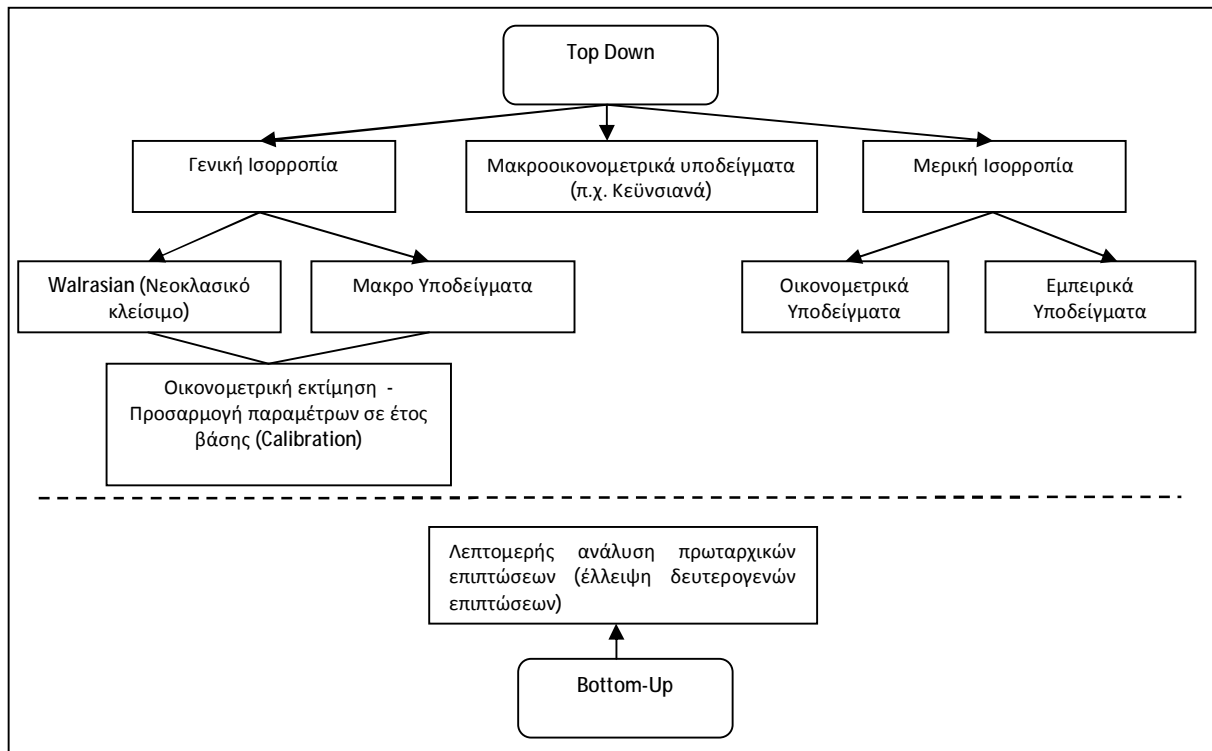 Top Down
Γενική Ισορροπία
Μακροοικονομετρικά υποδείγματα
(π.χ. Κεϋνσιανά)
Μερική Ισορροπία
Walrasian (Νεοκλασικό
κλείσιμο)
Μακρο Υποδείγματα
Οικονομετρικά
Υποδείγματα
Εμπειρικά
Υποδείγματα
Οικονομετρική εκτίμηση -
Προσαρμογή παραμέτρων σε έτος
βάσης (Calibration)
Λεπτομερής ανάλυση πρωταρχικών
επιπτώσεων (έλλειψη δευτερογενών
επιπτώσεων)
Bottom-Up